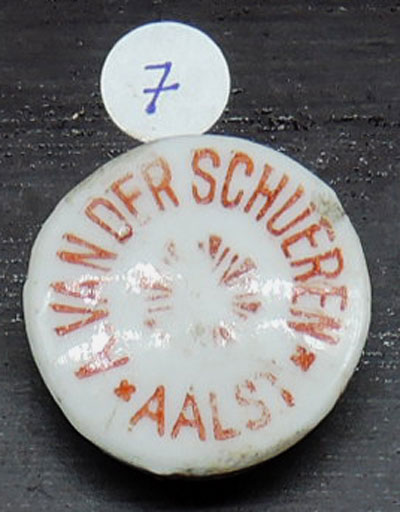 7
VAN DER SCHUEREN
* AALST *